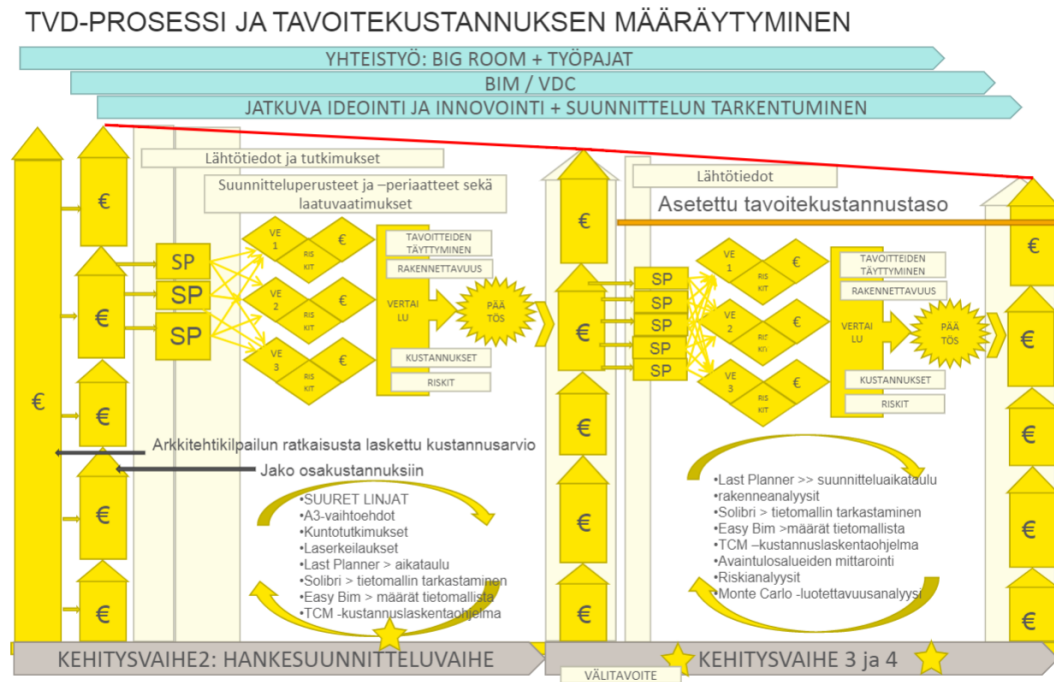 TVD-PROSESSI JA TAVOITEKUSTANNUKSEN MÄÄRÄYTYMINEN
YHTEISTYÖ: BIG ROOM + TYÖPAJAT
BIM / VDC
JATKUVA IDEOINTI JA INNOVOINTI + SUUNNITTELUN TARKENTUMINEN
Lähtötiedot ja tutkimukset
Suunnitteluperusteet ja –periaatteet sekä
laatuvaatimukset
€
€
€
€
€
€
SP
SP
SP
VE
1
RIS
KIT
€
VE
2
RIS
KIT
€
VE
3
RIS
KIT
€
VERTAI
LU
TAVOITTEIDEN
TÄYTTYMINEN
RAKENNETTAVUUS
KUSTANNUKSET
RISKIT
PÄÄ
TÖS
Arkkitehtikilpailun ratkaisusta laskettu kustannusarvio
Jako osakustannuksiin
•SUURET LINJAT
•A3-vaihtoehdot
•Kuntotutkimukset
•Laserkeilaukset
•Last Planner > aikataulu
•Solibri > tietomallin tarkastaminen
•Easy Bim > määrät tietomallista
•TCM -kustannuslaskentaohjelma
KEHITYSVAIHE2: HANKESUUNNITTELUVAIHE
€
€
€
€
€
Lähtötiedot
Asetettu tavoitekustannustaso
SP
SP
SP
SP
SP
VE
1
RIS
KIT
€
VE
2
RIS
€
VE
3
RIS
KIT
€
VERTAI
LU
TAVOITTEIDEN
TÄYTTYMINEN
RAKENNETTAVUUS
KUSTANNUKSET
RISKIT
PÄÄ
TÖS
•Last Planner >> suunnitteluaikataulu
•rakenneanalyysit
•Solibri > tietomallin tarkastaminen
•Easy Bim >määrät tietomallista
•TCM –kustannuslaskentaohjelma
•Avaintulosalueiden mittarointi
•Riskianalyysit
•Monte Carlo -luotettavuusanalyysi
€
€
€
€
€
KEHITYSVAIHE 3 ja 4
VÄLITAVOITE